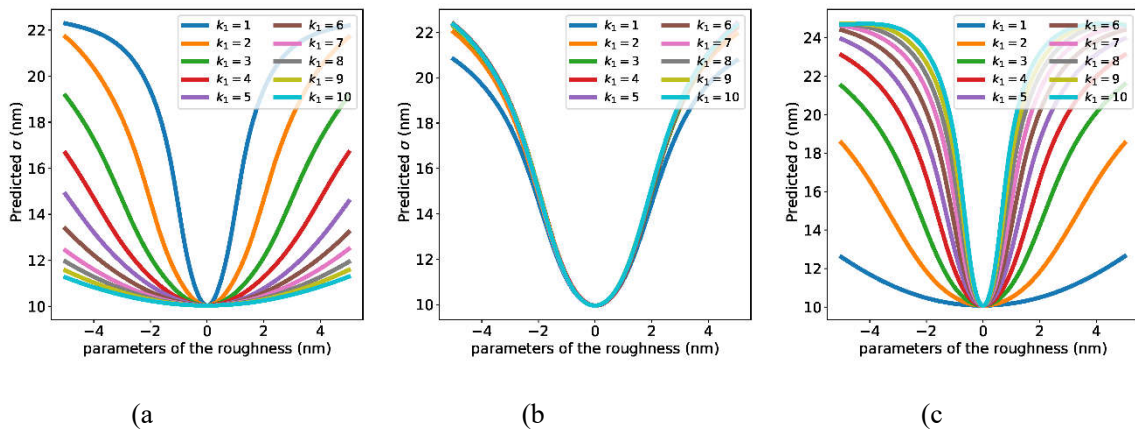 k₁ = 1 k₁ = 6
k₁ = 2 k₁ = 7
k₁ = 3 k₁ = 8
k₁ = 4 k₁ = 9
k₁ = 5 k₁ = 10
22
20
18
16
14
12
10
Predicted σ (nm)
−4 −2 0 2 4
parameters of the roughness (nm)
(a
k₁ = 1 k₁ = 6
k₁ = 2 k₁ = 7
k₁ = 3 k₁ = 8
k₁ = 4 k₁ = 9
k₁ = 5 k₁ = 10
22
20
18
16
14
12
10
Predicted σ (nm)
−4 −2 0 2 4
parameters of the roughness (nm)
(b
k₁ = 1 k₁ = 6
k₁ = 2 k₁ = 7
k₁ = 3 k₁ = 8
k₁ = 4 k₁ = 9
k₁ = 5 k₁ = 10
24
22
20
18
16
14
12
10
Predicted σ (nm)
−4 −2 0 2 4
parameters of the roughness (nm)
(c